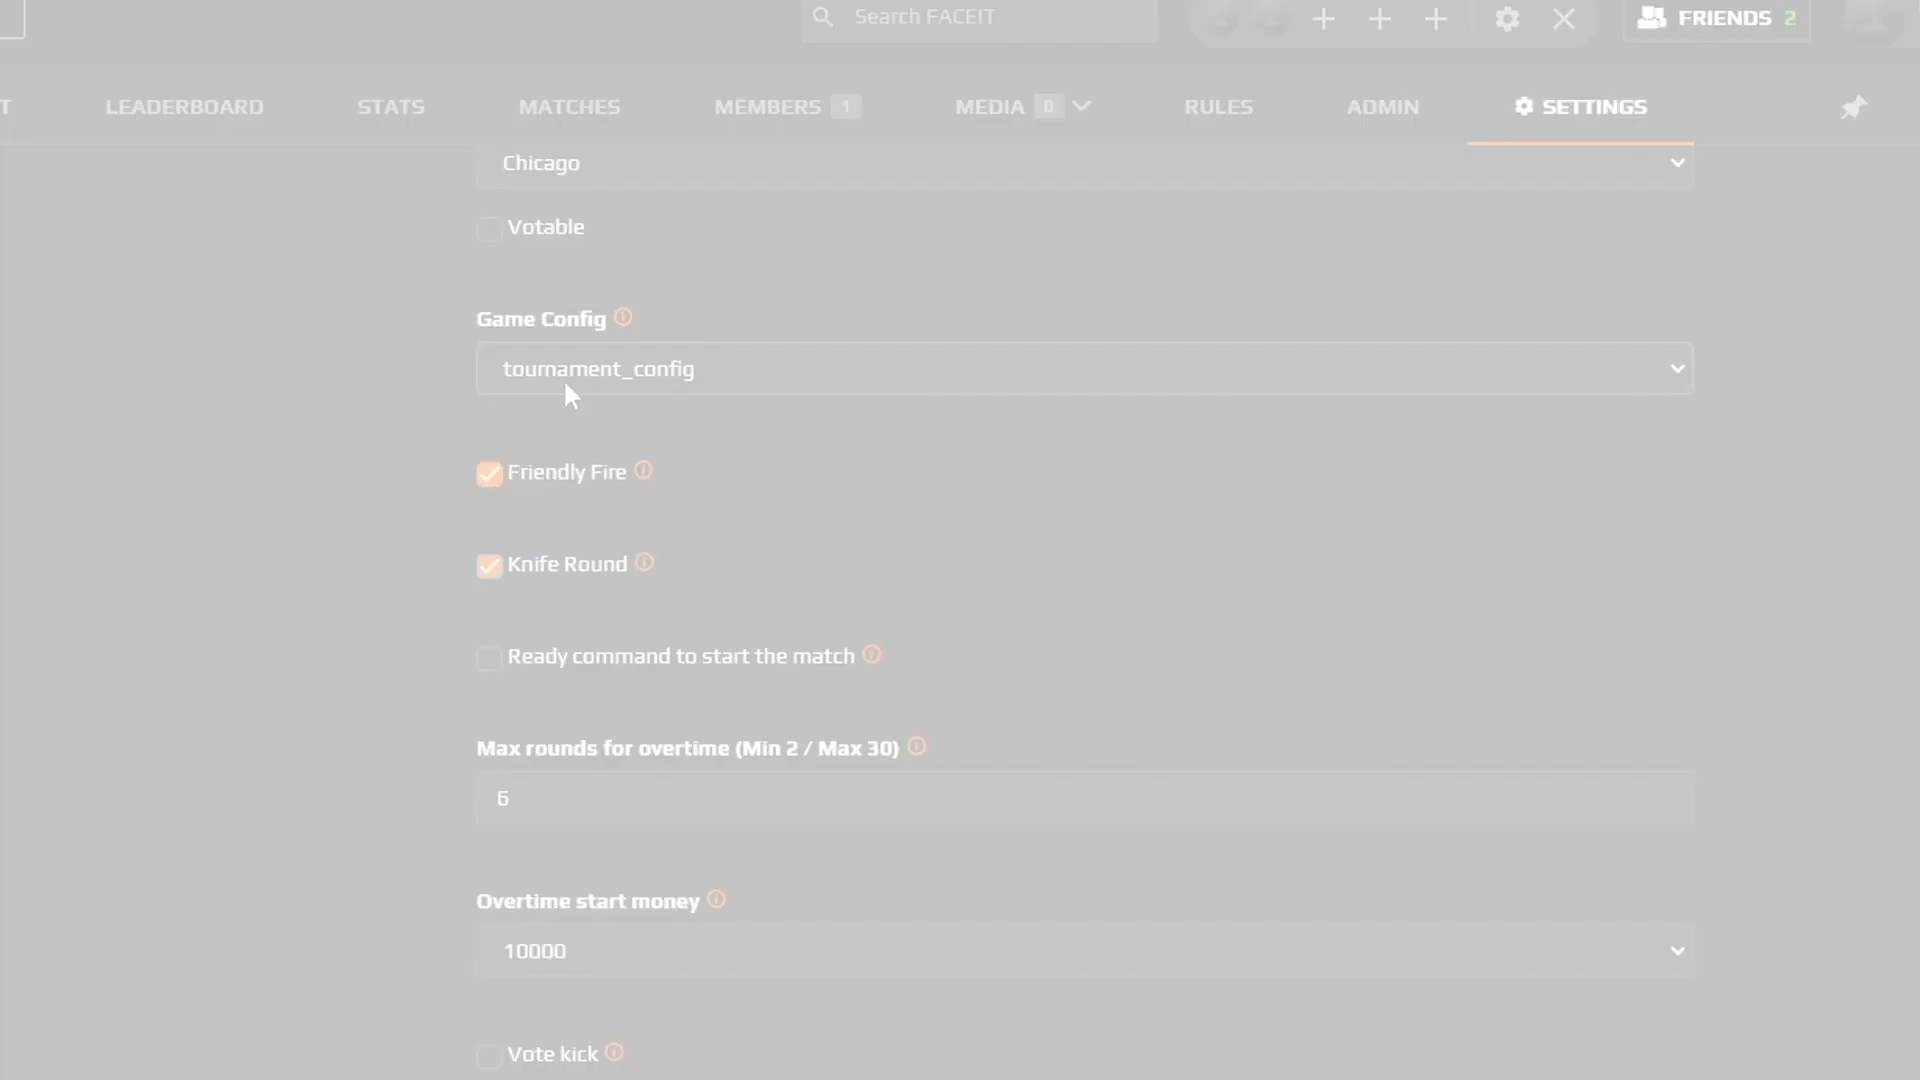 Search FACEIT
FRIENDS 2
T LEADERBOARD STATS MATCHES MEMBERS 1 MEDIA 0 RULES ADMIN SETTINGS
Chicago
Votable
Game Config
tournament_config
Friendly Fire
Knife Round
Ready command to start the match
Max rounds for overtime (Min 2 / Max 30)
6
Overtime start money
10000
Vote kick